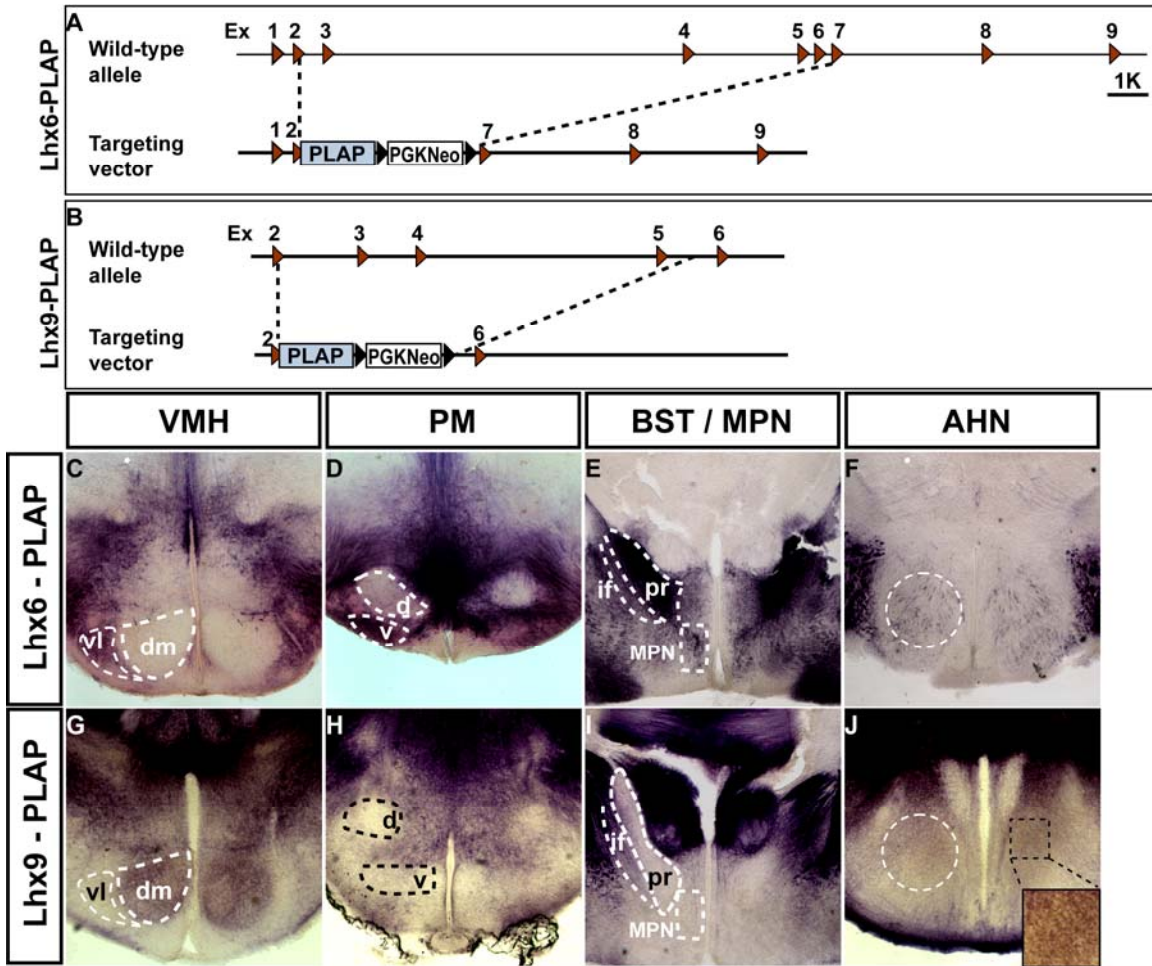 A
Lhx6-PLAP
Ex 1 2 3 4 5 6 7 8 9
Wild-type
allele
1K
Targeting
vector
1 2 PLAP PGKNeo 7 8 9
B
Lhx9-PLAP
Ex 2 3 4 5 6
Wild-type
allele
Targeting
vector
2 PLAP PGKNeo 6
VMH PM BST / MPN AHN
Lhx6 - PLAP
C vl dm
D d v
E if pr MPN
F
Lhx9 - PLAP
G vl dm
H d v
I if pr MPN
J